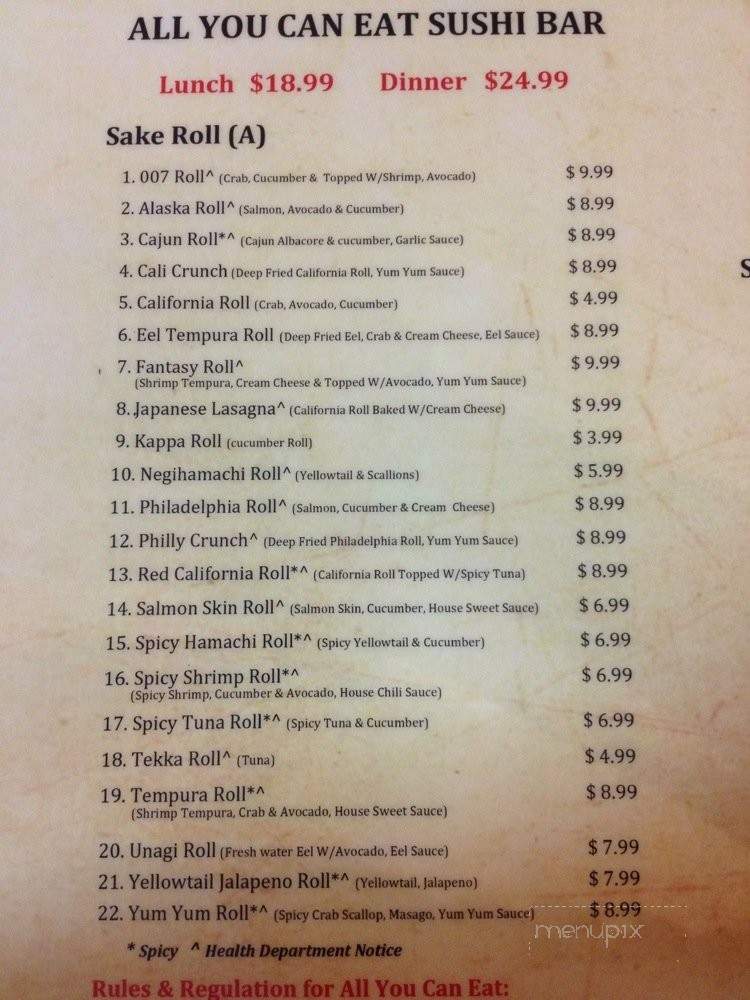 ALL YOU CAN EAT SUSHI BAR
Lunch $18.99 Dinner $24.99
Sake Roll (A)
1. 007 Roll^ (Crab, Cucumber & Topped W/Shrimp, Avocado) $ 9.99
2. Alaska Roll^ (Salmon, Avocado & Cucumber) $ 8.99
3. Cajun Roll*^ (Cajun Albacore & cucumber, Garlic Sauce) $ 8.99
4. Cali Crunch (Deep Fried California Roll, Yum Yum Sauce) $ 8.99
5. California Roll (Crab, Avocado, Cucumber) $ 4.99
6. Eel Tempura Roll (Deep Fried Eel, Crab & Cream Cheese, Eel Sauce) $ 8.99
7. Fantasy Roll^ $ 9.99
(Shrimp Tempura, Cream Cheese & Topped W/Avocado, Yum Yum Sauce)
8. Japanese Lasagna^ (California Roll Baked W/Cream Cheese) $ 9.99
9. Kappa Roll (cucumber Roll) $ 3.99
10. Negihamachi Roll^ (Yellowtail & Scallions) $ 5.99
11. Philadelphia Roll^ (Salmon, Cucumber & Cream Cheese) $ 8.99
12. Philly Crunch^ (Deep Fried Philadelphia Roll, Yum Yum Sauce) $ 8.99
13. Red California Roll*^ (California Roll Topped W/Spicy Tuna) $ 8.99
14. Salmon Skin Roll^ (Salmon Skin, Cucumber, House Sweet Sauce) $ 6.99
15. Spicy Hamachi Roll*^ (Spicy Yellowtail & Cucumber) $ 6.99
16. Spicy Shrimp Roll*^ $ 6.99
(Spicy Shrimp, Cucumber & Avocado, House Chili Sauce)
17. Spicy Tuna Roll*^ (Spicy Tuna & Cucumber) $ 6.99
18. Tekka Roll^ (Tuna) $ 4.99
19. Tempura Roll*^ $ 8.99
(Shrimp Tempura, Crab & Avocado, House Sweet Sauce)
20. Unagi Roll (Fresh water Eel W/Avocado, Eel Sauce) $ 7.99
21. Yellowtail Jalapeno Roll*^ (Yellowtail, Jalapeno) $ 7.99
22. Yum Yum Roll*^ (Spicy Crab Scallop, Masago, Yum Yum Sauce) $ 8.99
menupix
* Spicy ^ Health Department Notice
Rules & Regulation for All You Can Eat: